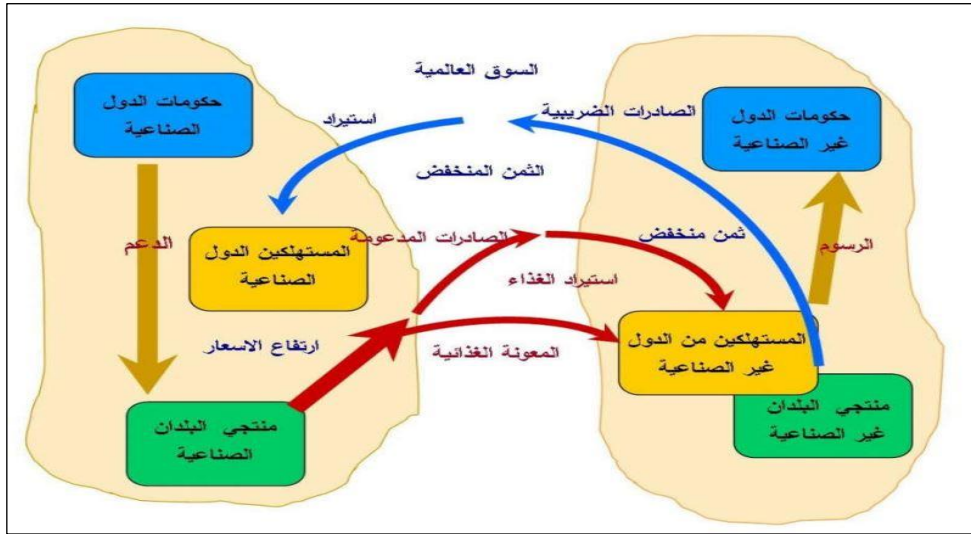 السوق العالمية
حكومات الدول
غير الصناعية
الصادرات الضريبية
استيراد
حكومات الدول
الصناعية
الثمن المنخفض
ثمن منخفض
الرسوم
الصادرات المدعومة
المستهلكين الدول
الصناعية
الدعم
استيراد الغذاء
المستهلكين من الدول
غير الصناعية
المعونة الغذائية
ارتفاع الاسعار
منتجي البلدان
غير الصناعية
منتجي البلدان
الصناعية